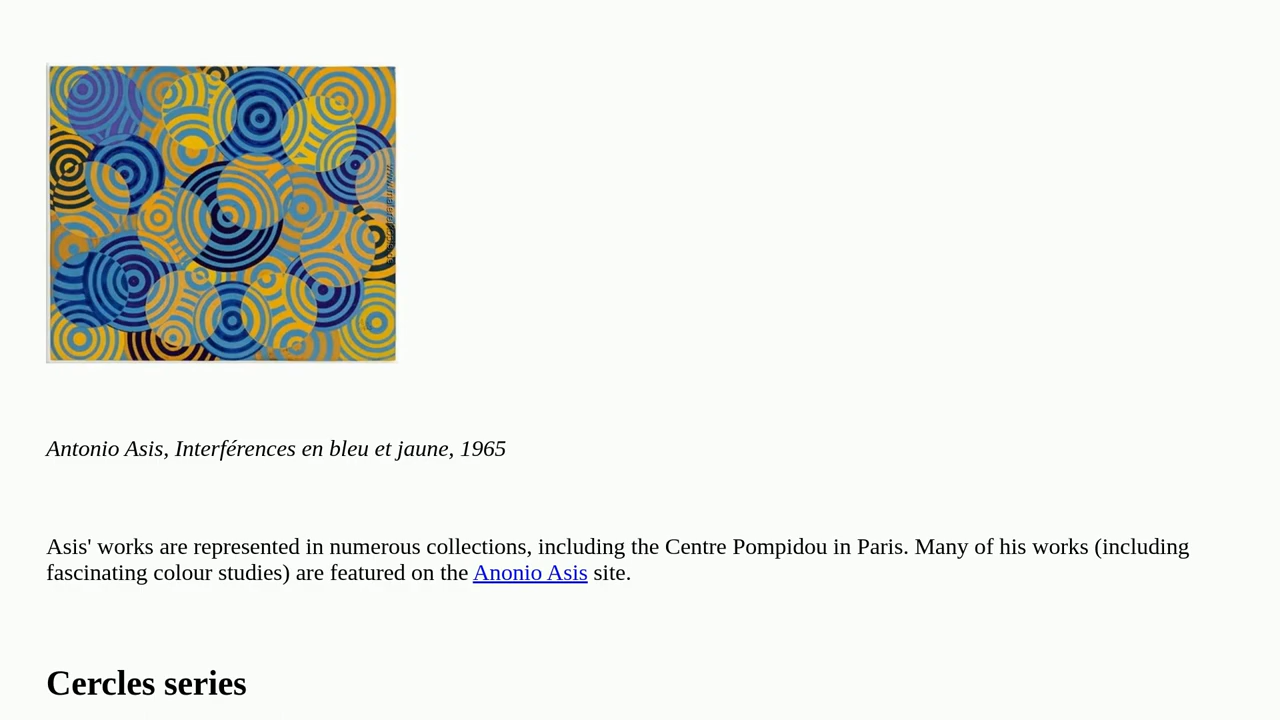 Antonio Asis, Interférences en bleu et jaune, 1965
Asis' works are represented in numerous collections, including the Centre Pompidou in Paris. Many of his works (including
fascinating colour studies) are featured on the Anonio Asis site.
Cercles series